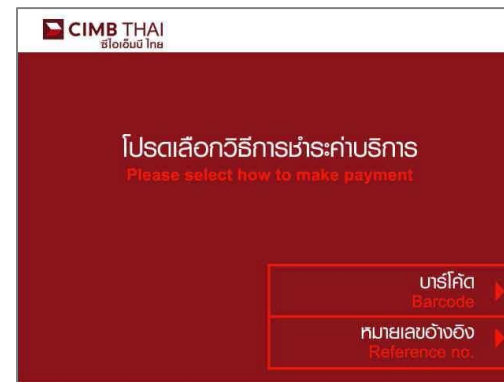 CIMB THAI
ซีไอเอ็มบี ไทย
โปรดเลือกวิธีการชำระค่าบริการ
Please select how to make payment
บาร์โค้ด
Barcode
หมายเลขอ้างอิง
Reference no.